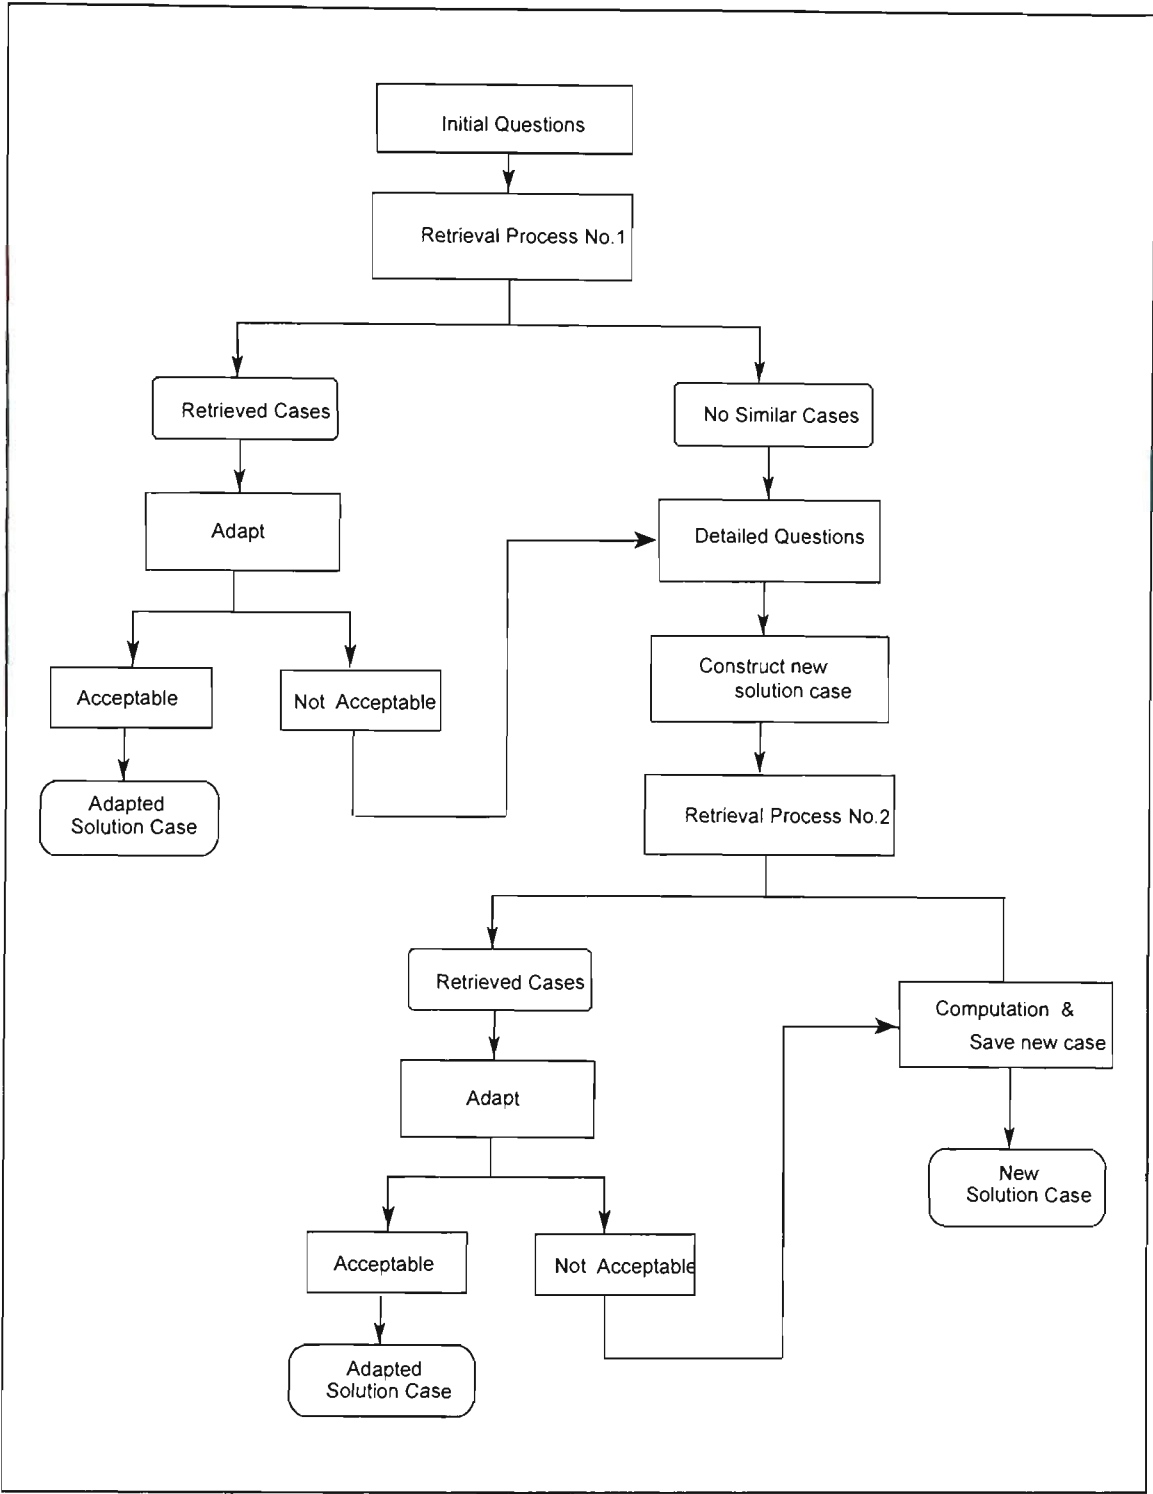 Initial Questions
Retrieval Process No.1
Retrieved Cases
No Similar Cases
Adapt
Detailed Questions
Acceptable
Not Acceptable
Construct new
solution case
Adapted
Solution Case
Retrieval Process No.2
Retrieved Cases
Computation &
Save new case
Adapt
New
Solution Case
Acceptable
Not Acceptable
Adapted
Solution Case